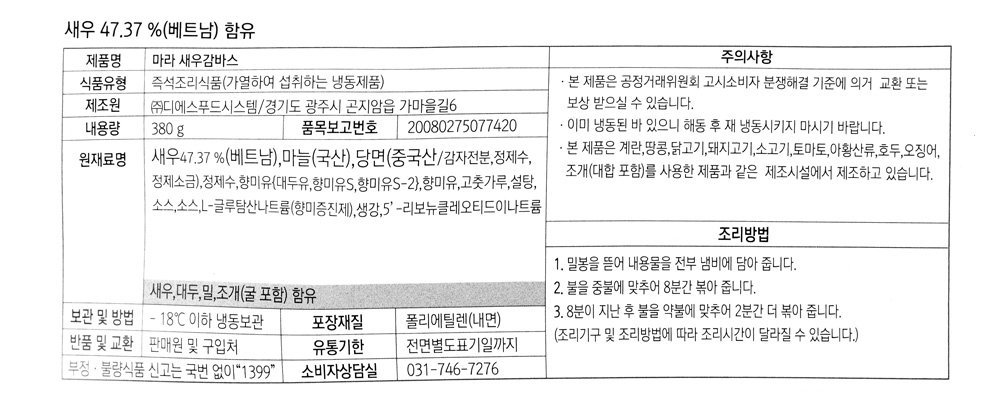 새우 47.37 %(베트남) 함유
제품명 마라 새우감바스
식품유형 즉석조리식품(가열하여 섭취하는 냉동제품)
제조원 ㈜디에스푸드시스템/경기도 광주시 곤지암읍 가마을길6
내용량 380 g 품목보고번호 20080275077420
원재료명 새우47.37 %(베트남),마늘(국산),당면(중국산/감자전분,정제수,
정제소금),정제수,향미유{대두유,향미유S,향미유S-2},향미유,고춧가루,설탕,
소스,소스,L-글루탐산나트륨(향미증진제),생강,5’-리보뉴클레오티드이나트륨
새우,대두,밀,조개(굴 포함) 함유
보관 및 방법 - 18℃ 이하 냉동보관 포장재질 폴리에틸렌(내면)
반품 및 교환 판매원 및 구입처 유통기한 전면별도표기일까지
부정·불량식품 신고는 국번 없이“1399” 소비자상담실 031-746-7276
주의사항
· 본 제품은 공정거래위원회 고시소비자 분쟁해결 기준에 의거 교환 또는
보상 받으실 수 있습니다.
· 이미 냉동된 바 있으니 해동 후 재 냉동시키지 마시기 바랍니다.
· 본 제품은 계란,땅콩,닭고기,돼지고기,소고기,토마토,아황산류,호두,오징어,
조개(대합 포함)를 사용한 제품과 같은 제조시설에서 제조하고 있습니다.
조리방법
1. 밀봉을 뜯어 내용물을 전부 냄비에 담아 줍니다.
2. 불을 중불에 맞추어 8분간 볶아 줍니다.
3. 8분이 지난 후 불을 약불에 맞추어 2분간 더 볶아 줍니다.
(조리기구 및 조리방법에 따라 조리시간이 달라질 수 있습니다.)